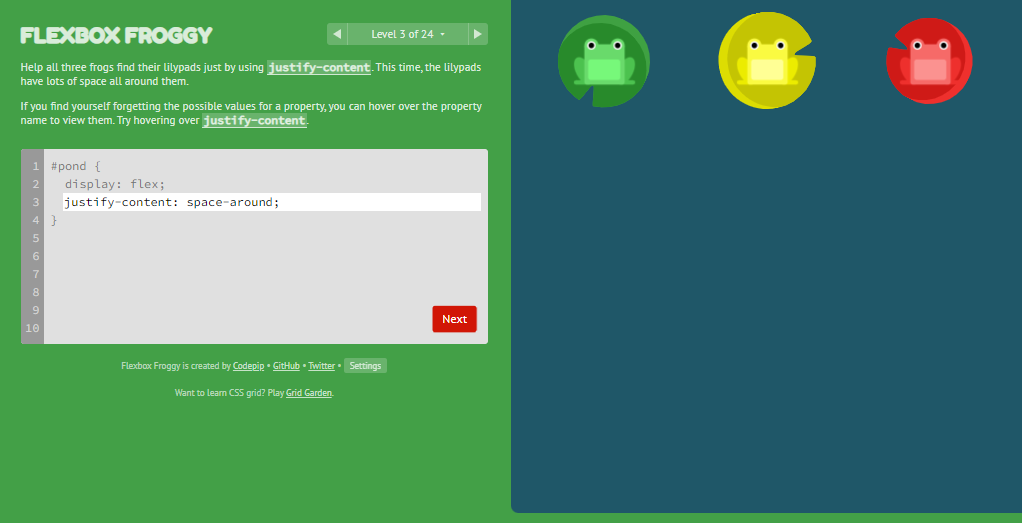 FLEXBOX FROGGY
Level 3 of 24
Help all three frogs find their lilypads just by using justify-content. This time, the lilypads
have lots of space all around them.
If you find yourself forgetting the possible values for a property, you can hover over the property
name to view them. Try hovering over justify-content.
1 #pond {
2 display: flex;
3 justify-content: space-around;
4 }
5
6
7
8
9
10
Next
Flexbox Froggy is created by Codepip • GitHub • Twitter • Settings
Want to learn CSS grid? Play Grid Garden.